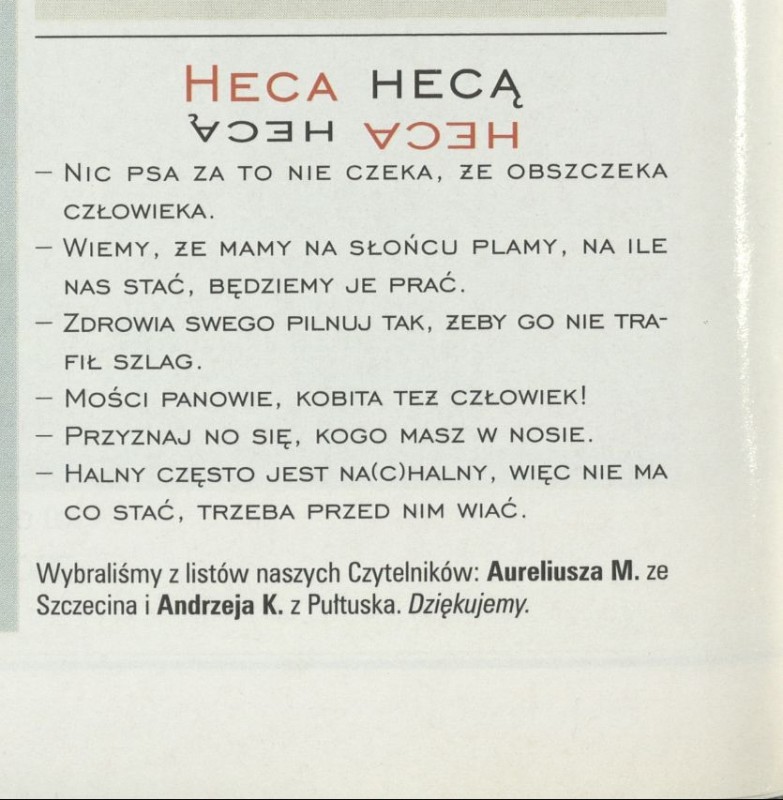 HECA HECĄ
HECA HECĄ
– NIC PSA ZA TO NIE CZEKA, ŻE OBSZCZEKA
CZŁOWIEKA.
– WIEMY, ŻE MAMY NA SŁOŃCU PLAMY, NA ILE
NAS STAĆ, BĘDZIEMY JE PRAĆ.
– ZDROWIA SWEGO PILNUJ TAK, ŻEBY GO NIE TRA-
FIŁ SZLAG.
– MOŚCI PANOWIE, KOBITA TEŻ CZŁOWIEK!
– PRZYZNAJ NO SIĘ, KOGO MASZ W NOSIE.
– HALNY CZĘSTO JEST NA(C)HALNY, WIĘC NIE MA
CO STAĆ, TRZEBA PRZED NIM WIAĆ.
Wybraliśmy z listów naszych Czytelników: Aureliusza M. ze
Szczecina i Andrzeja K. z Pułtuska. Dziękujemy.